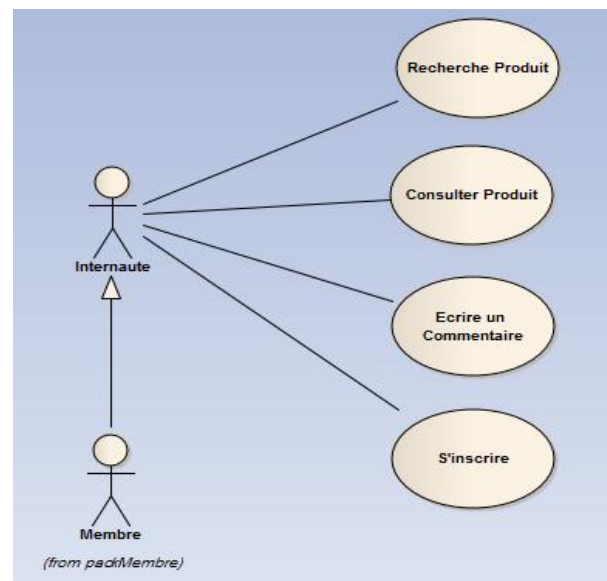 Recherche Produit
Consulter Produit
Internaute
Ecrire un
Commentaire
S'inscrire
Membre
(from packMembre)